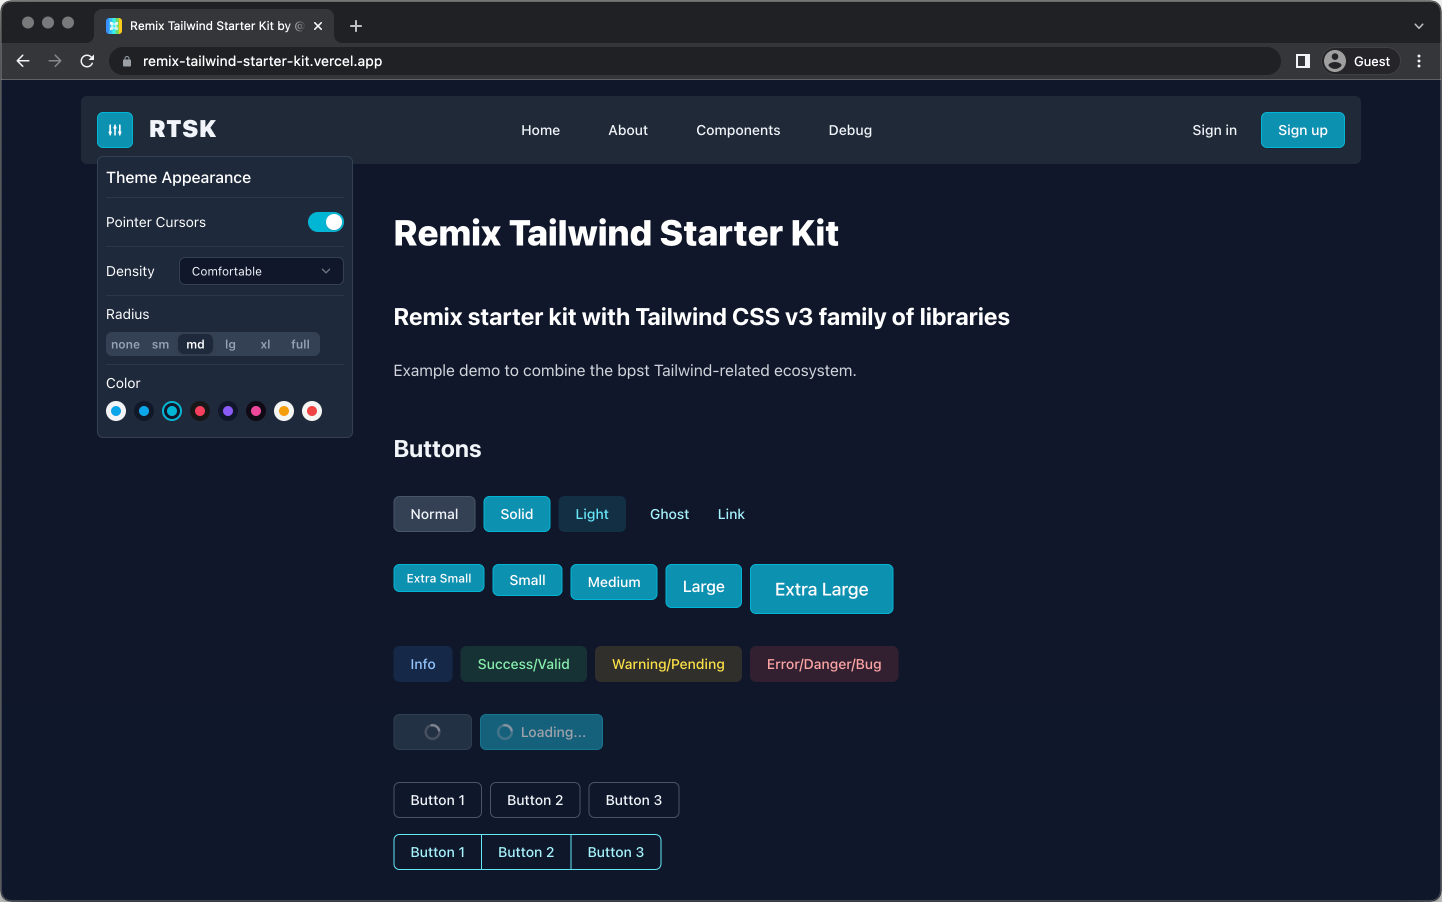 Remix Tailwind Starter Kit by @
remix-tailwind-starter-kit.vercel.app
Guest
RTSK
Home About Components Debug
Sign in Sign up
Theme Appearance
Pointer Cursors
Density Comfortable
Radius
none sm md lg xl full
Color
Remix Tailwind Starter Kit
Remix starter kit with Tailwind CSS v3 family of libraries
Example demo to combine the bpst Tailwind-related ecosystem.
Buttons
Normal Solid Light Ghost Link
Extra Small Small Medium Large Extra Large
Info Success/Valid Warning/Pending Error/Danger/Bug
Loading...
Button 1 Button 2 Button 3
Button 1 Button 2 Button 3